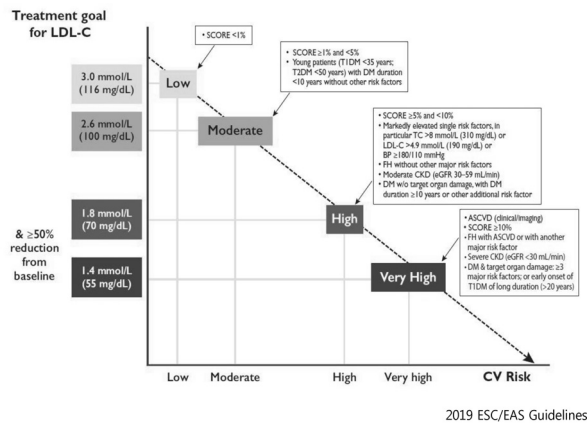 Treatment goal
for LDL-C
3.0 mmol/L
(116 mg/dL)
2.6 mmol/L
(100 mg/dL)
1.8 mmol/L
(70 mg/dL)
& ≥50%
reduction
from
baseline
1.4 mmol/L
(55 mg/dL)
Low
• SCORE <1%
Moderate
• SCORE ≥1% and <5%
• Young patients (T1DM <35 years;
T2DM <50 years) with DM duration
<10 years without other risk factors
High
• SCORE ≥5% and <10%
• Markedly elevated single risk factors, in
particular TC >8 mmol/L (310 mg/dL) or
LDL-C >4.9 mmol/L (190 mg/dL) or
BP ≥180/110 mmHg
• FH without other major risk factors
• Moderate CKD (eGFR 30–59 mL/min)
• DM w/o target organ damage, with DM
duration ≥10 years or other additional risk factor
Very High
• ASCVD (clinical/imaging)
• SCORE ≥10%
• FH with ASCVD or with another
major risk factor
• Severe CKD (eGFR <30 mL/min)
• DM & target organ damage: ≥3
major risk factors; or early onset of
T1DM of long duration (>20 years)
Low Moderate High Very high CV Risk
2019 ESC/EAS Guidelines